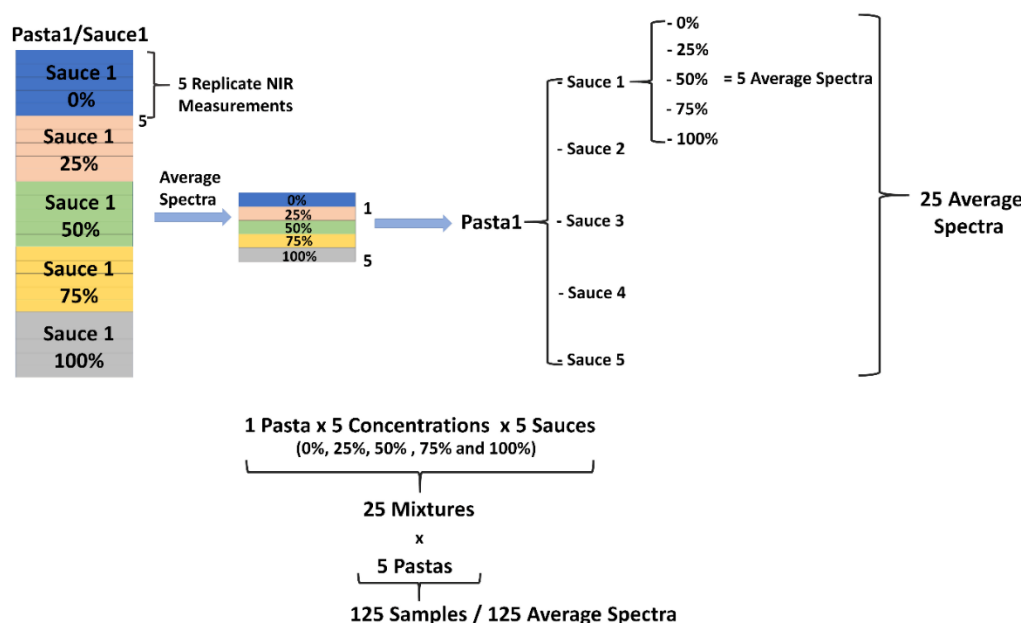 Pasta1/Sauce1
Sauce 1
0%
Sauce 1
25%
Sauce 1
50%
Sauce 1
75%
Sauce 1
100%
5 Replicate NIR
Measurements
5
Average
Spectra
0%
25%
50%
75%
100%
1
5
Pasta1
- Sauce 1
- Sauce 2
- Sauce 3
- Sauce 4
- Sauce 5
- 0%
- 25%
- 50%
- 75%
- 100%
= 5 Average Spectra
25 Average
Spectra
1 Pasta x 5 Concentrations x 5 Sauces
(0%, 25%, 50% , 75% and 100%)
25 Mixtures
x
5 Pastas
125 Samples / 125 Average Spectra